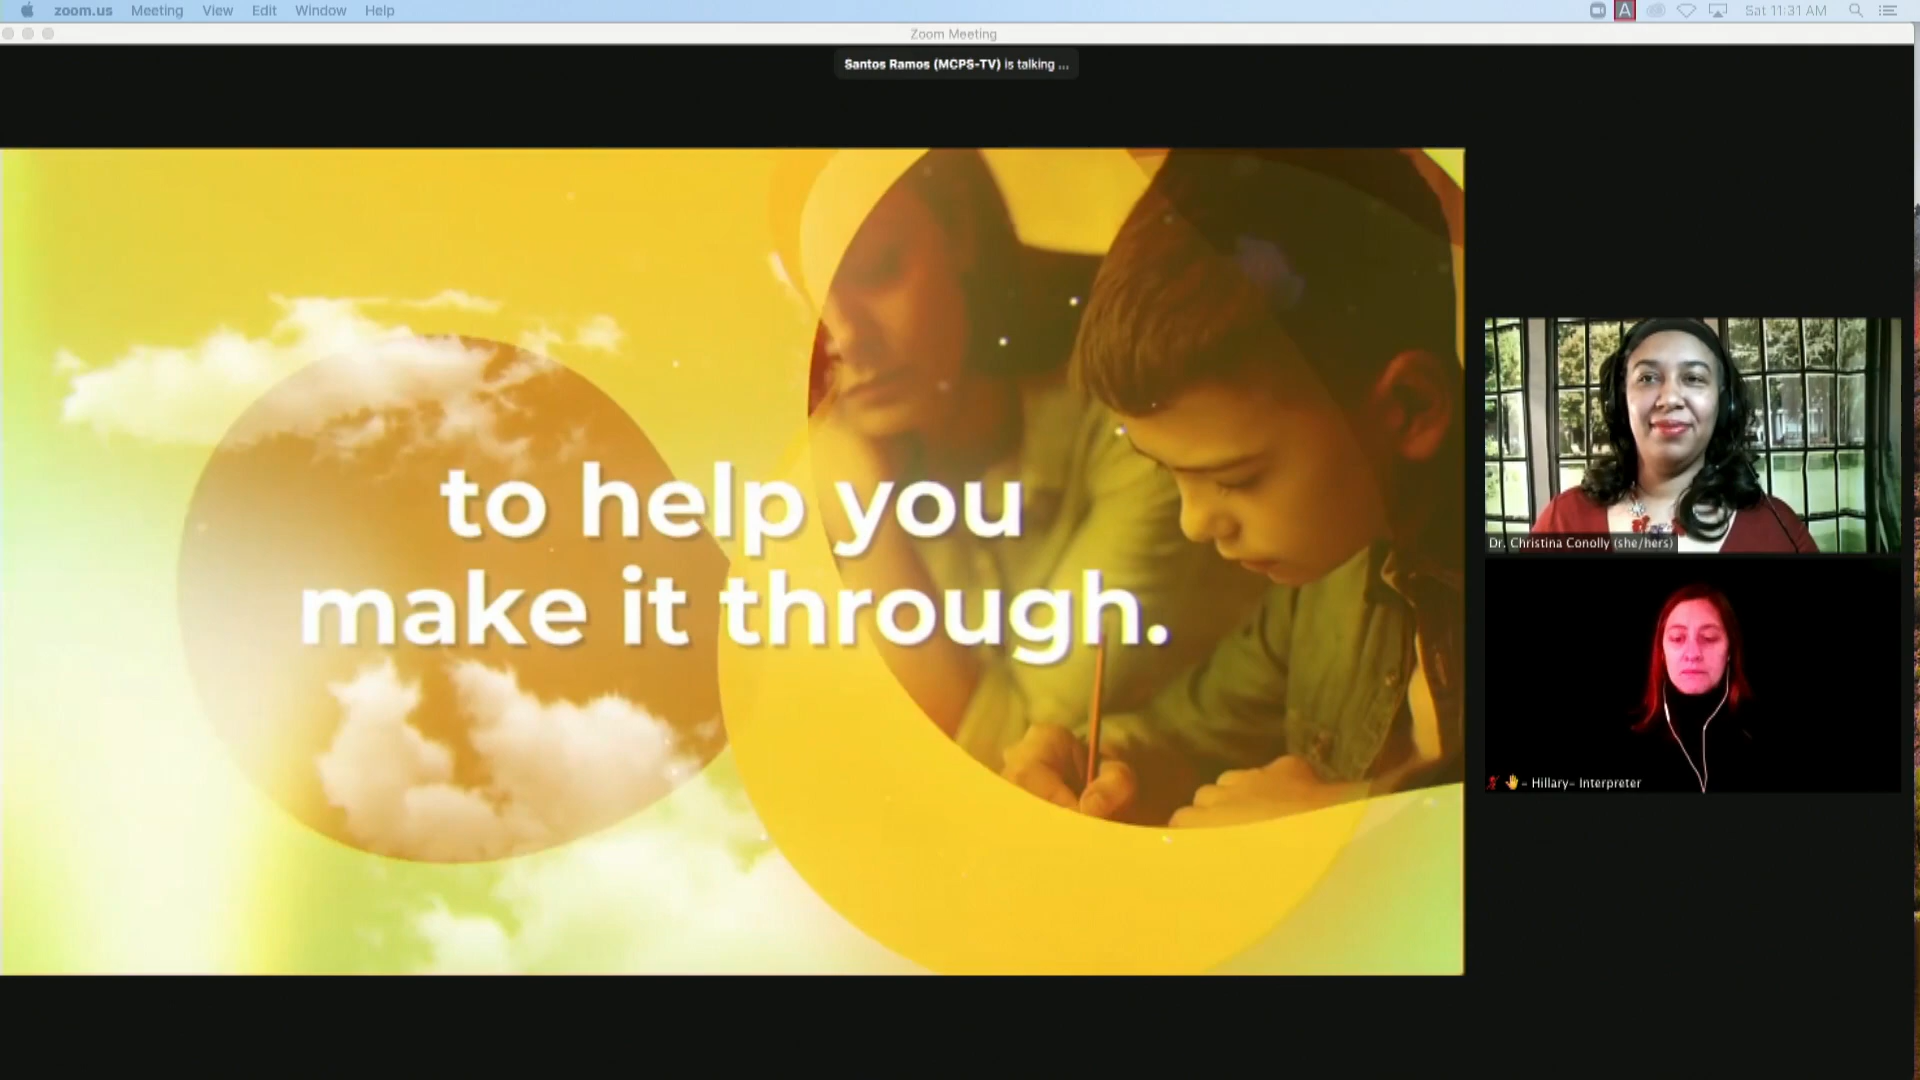 zoom.us Meeting View Edit Window Help A Sat 11:31 AM
Zoom Meeting
Santos Ramos (MCPS-TV) is talking ...
to help you
make it through.
Dr. Christina Conolly (she/hers)
- Hillary- Interpreter